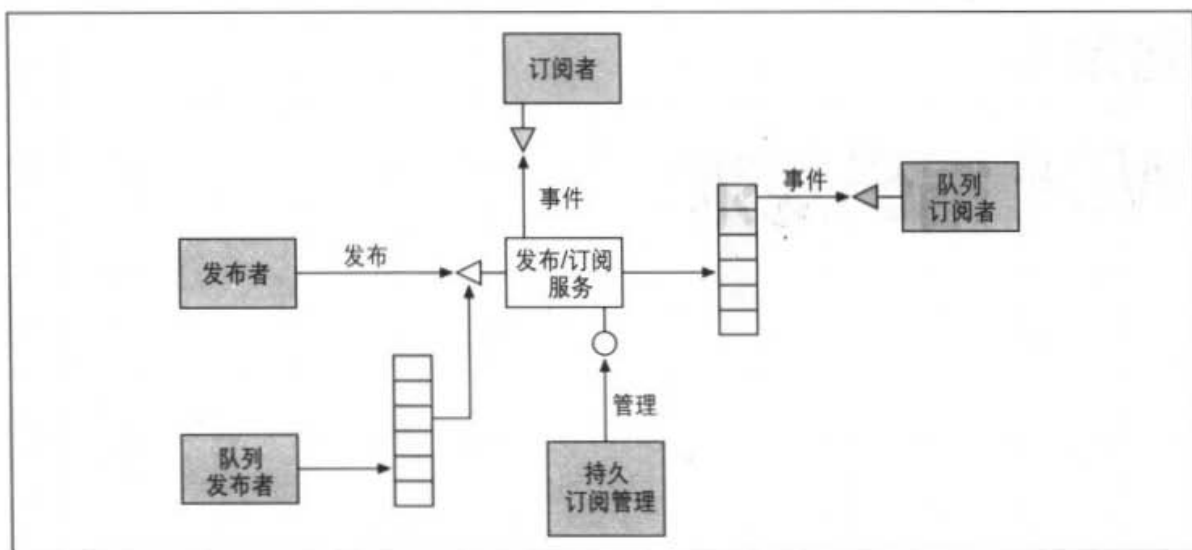 订阅者
事件
事件
队列
订阅者
发布者
发布
发布/订阅
服务
管理
队列
发布者
持久
订阅管理